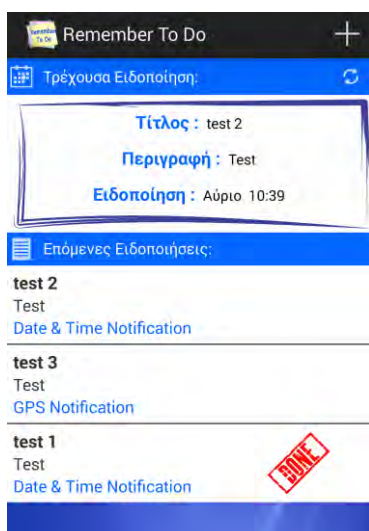 Remember To Do
Remember To Do
Τρέχουσα Ειδοποίηση:
Τίτλος : test 2
Περιγραφή : Test
Ειδοποίηση : Αύριο 10:39
Επόμενες Ειδοποιήσεις:
test 2
Test
Date & Time Notification
test 3
Test
GPS Notification
test 1
Test
DONE
Date & Time Notification